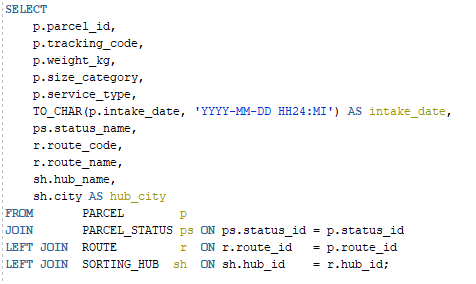 SELECT
    p.parcel_id,
    p.tracking_code,
    p.weight_kg,
    p.size_category,
    p.service_type,
    TO_CHAR(p.intake_date, 'YYYY-MM-DD HH24:MI') AS intake_date,
    ps.status_name,
    r.route_code,
    r.route_name,
    sh.hub_name,
    sh.city AS hub_city
FROM       PARCEL        p
JOIN       PARCEL_STATUS ps ON ps.status_id = p.status_id
LEFT JOIN  ROUTE         r  ON r.route_id   = p.route_id
LEFT JOIN  SORTING_HUB  sh  ON sh.hub_id    = r.hub_id;